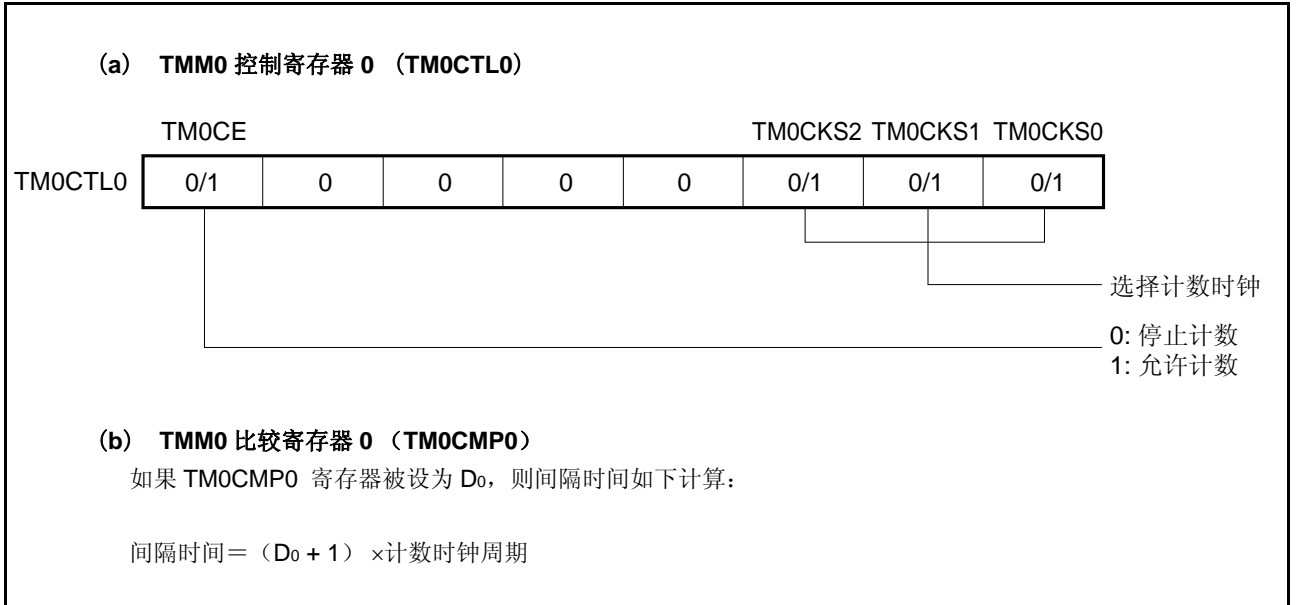 （a） TMM0 控制寄存器 0 （TM0CTL0）
TM0CE TM0CKS2 TM0CKS1 TM0CKS0
TM0CTL0 0/1 0 0 0 0 0/1 0/1 0/1
选择计数时钟
0: 停止计数
1: 允许计数
（b） TMM0 比较寄存器 0 （TM0CMP0）
如果 TM0CMP0 寄存器被设为 D0，则间隔时间如下计算：
间隔时间＝（D0 + 1） ×计数时钟周期